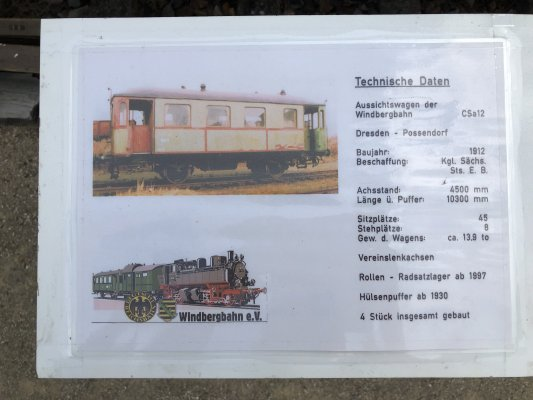 Technische Daten
Aussichtswagen der
Windbergbahn CSa12
Dresden - Possendorf
Baujahr: 1912
Beschaffung: Kgl. Sächs.
Sts. E. B.
Achsstand: 4500 mm
Länge ü. Puffer: 10300 mm
Sitzplätze: 45
Stehplätze: 8
Gew. d. Wagens: ca. 13.9 to
Vereinslenkachsen
Rollen - Radsatzlager ab 1997
Hülsenpuffer ab 1930
4 Stück insgesamt gebaut
Windbergbahn e.V.